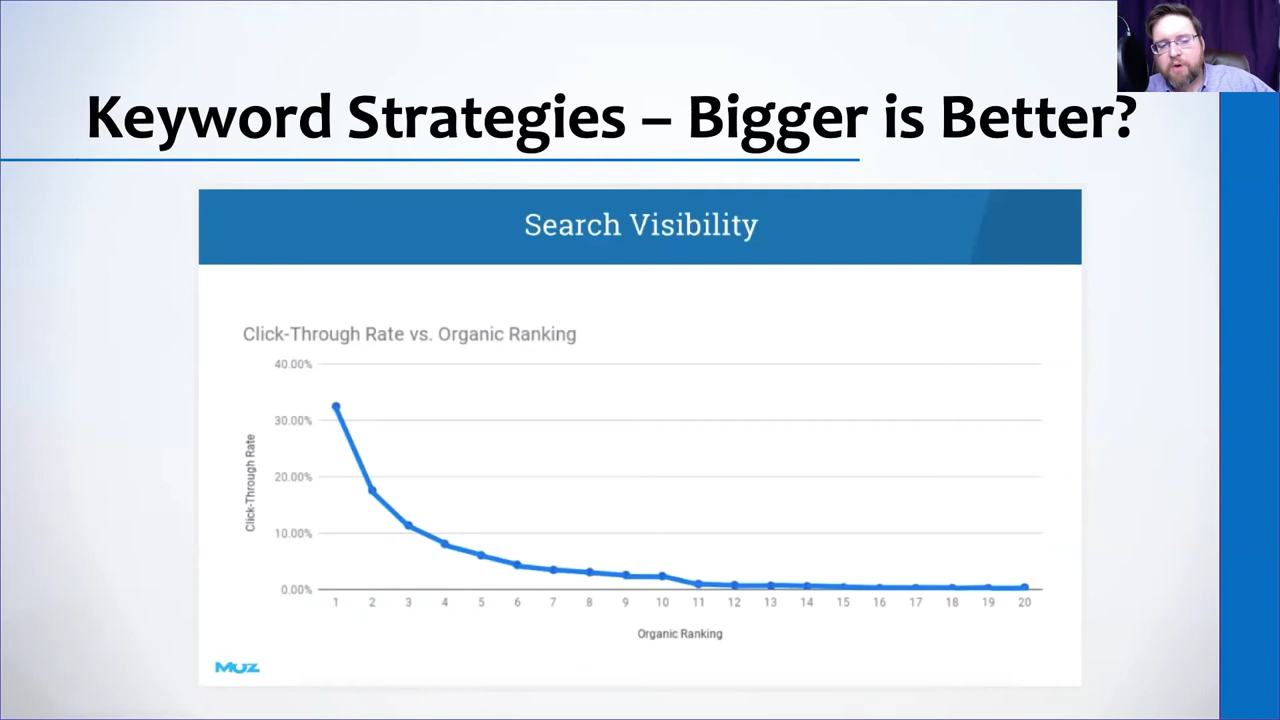 Keyword Strategies – Bigger is Better?
Search Visibility
Click-Through Rate vs. Organic Ranking
40.00%
30.00%
20.00%
10.00%
0.00%
Click-Through Rate
1 2 3 4 5 6 7 8 9 10 11 12 13 14 15 16 17 18 19 20
Organic Ranking
MOZ